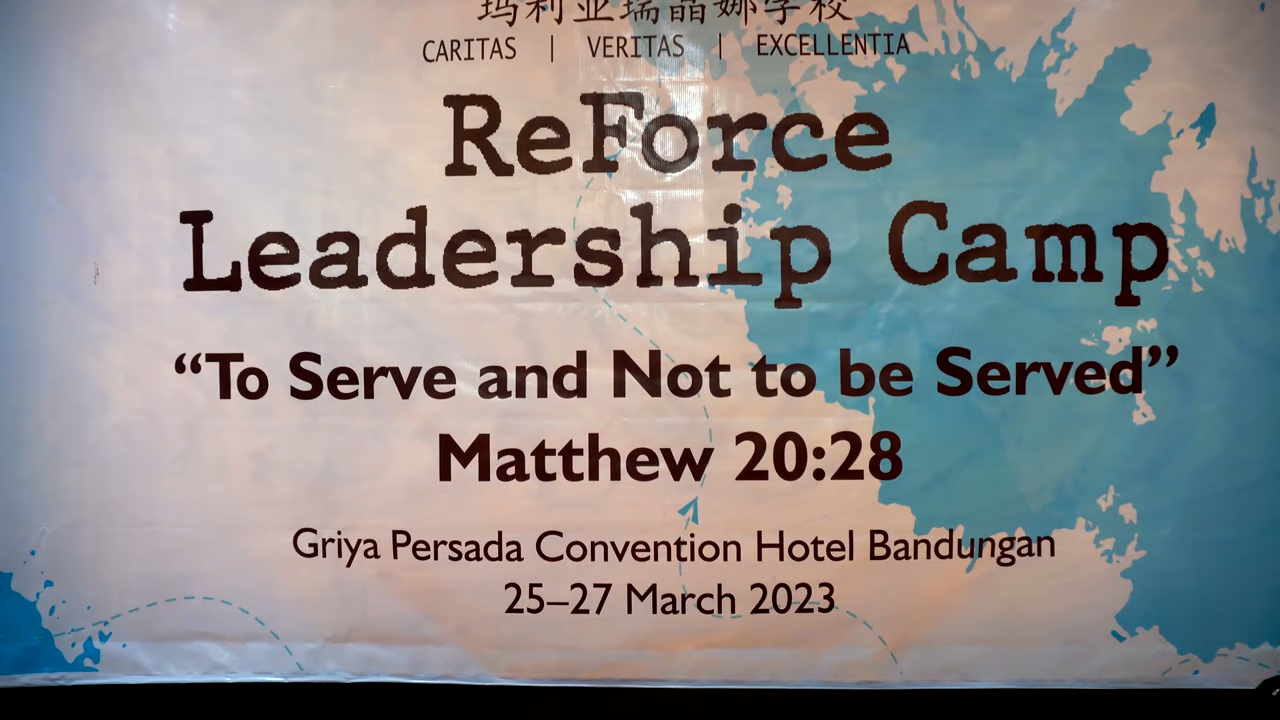 玛利亚瑞晶娜学校
CARITAS | VERITAS | EXCELLENTIA
ReForce
Leadership Camp
“To Serve and Not to be Served”
Matthew 20:28
Griya Persada Convention Hotel Bandungan
25–27 March 2023